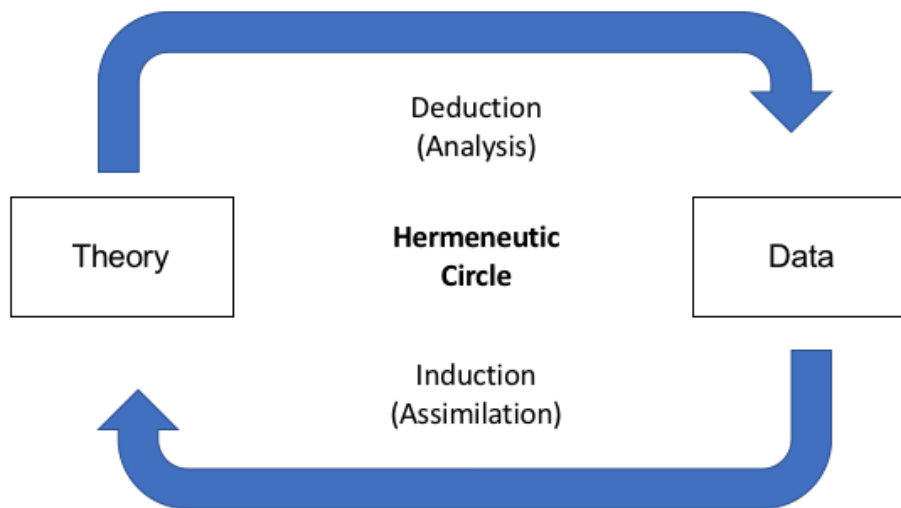 Deduction
(Analysis)
Theory
Hermeneutic
Circle
Data
Induction
(Assimilation)